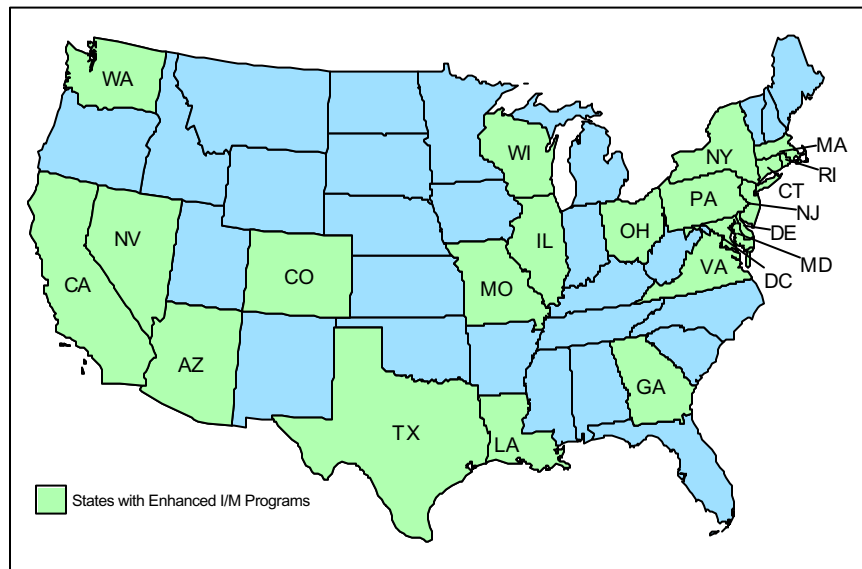 WA
MA
WI
NY
RI
CT
PA
NJ
NV
IL
OH
DE
CO
MD
CA
MO
VA
DC
AZ
GA
TX
LA
States with Enhanced I/M Programs